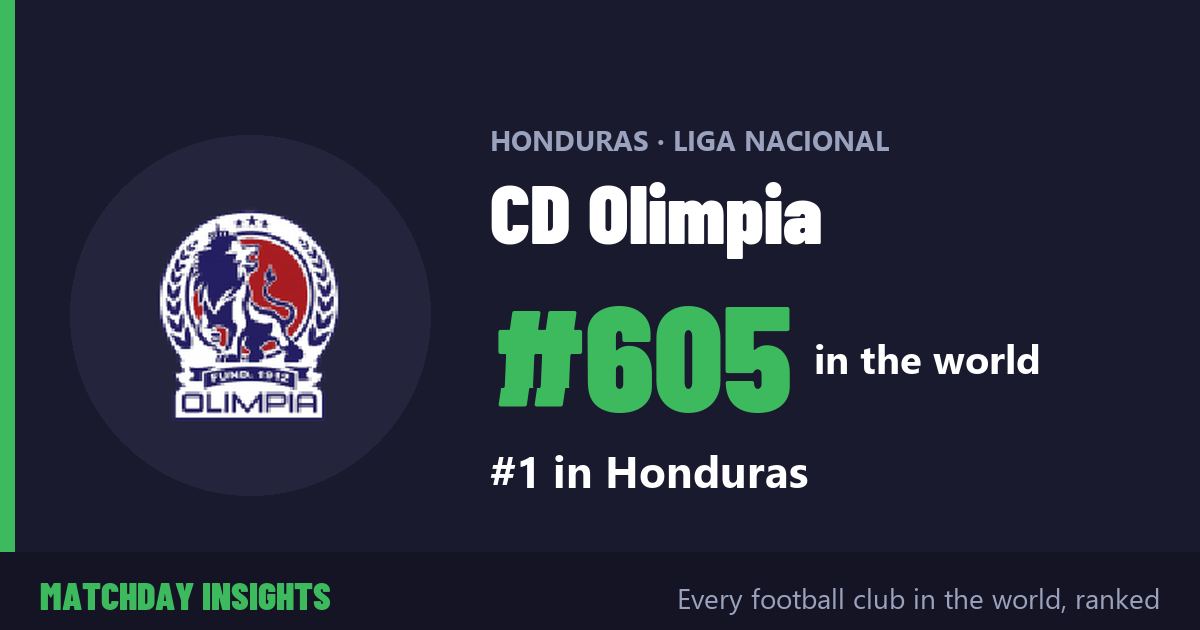 HONDURAS · LIGA NACIONAL
CD Olimpia
#605 in the world
#1 in Honduras
FUND. 1912
OLIMPIA
MATCHDAY INSIGHTS
Every football club in the world, ranked